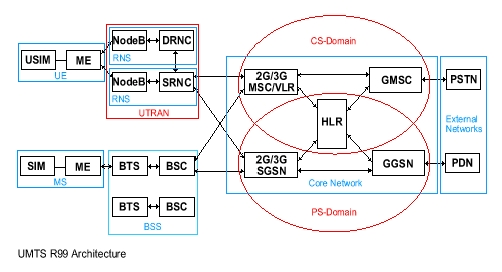 NodeB
DRNC
RNS
CS-Domain
USIM
ME
UE
NodeB
SRNC
RNS
UTRAN
2G/3G
MSC/VLR
GMSC
PSTN
HLR
External
Networks
SIM
ME
MS
BTS
BSC
2G/3G
SGSN
GGSN
PDN
Core Network
BTS
BSC
BSS
PS-Domain
UMTS R99 Architecture